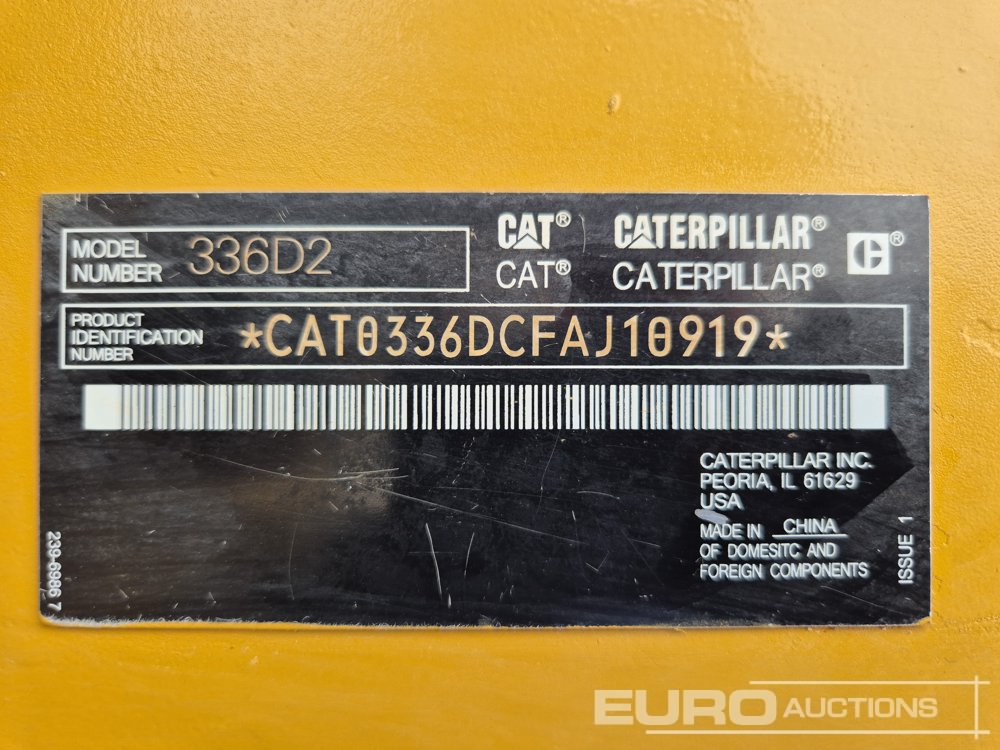 MODEL NUMBER 336D2
CAT® CATERPILLAR® C®
CAT® CATERPILLAR®
PRODUCT IDENTIFICATION NUMBER *CAT0336DCFAJ10919*
CATERPILLAR INC.
PEORIA, IL 61629
USA
MADE IN CHINA
OF DOMESITC AND
FOREIGN COMPONENTS
239-6986 7
ISSUE 1
EURO AUCTIONS